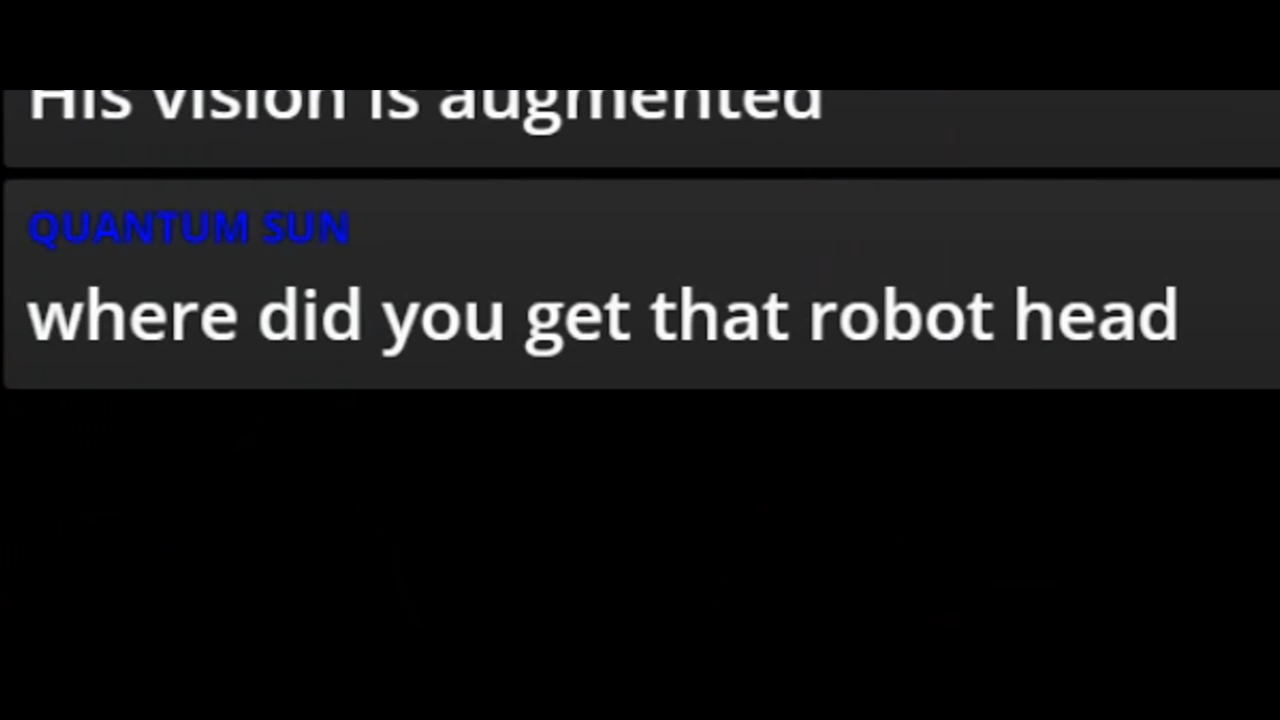 His vision is augmented
QUANTUM SUN
where did you get that robot head